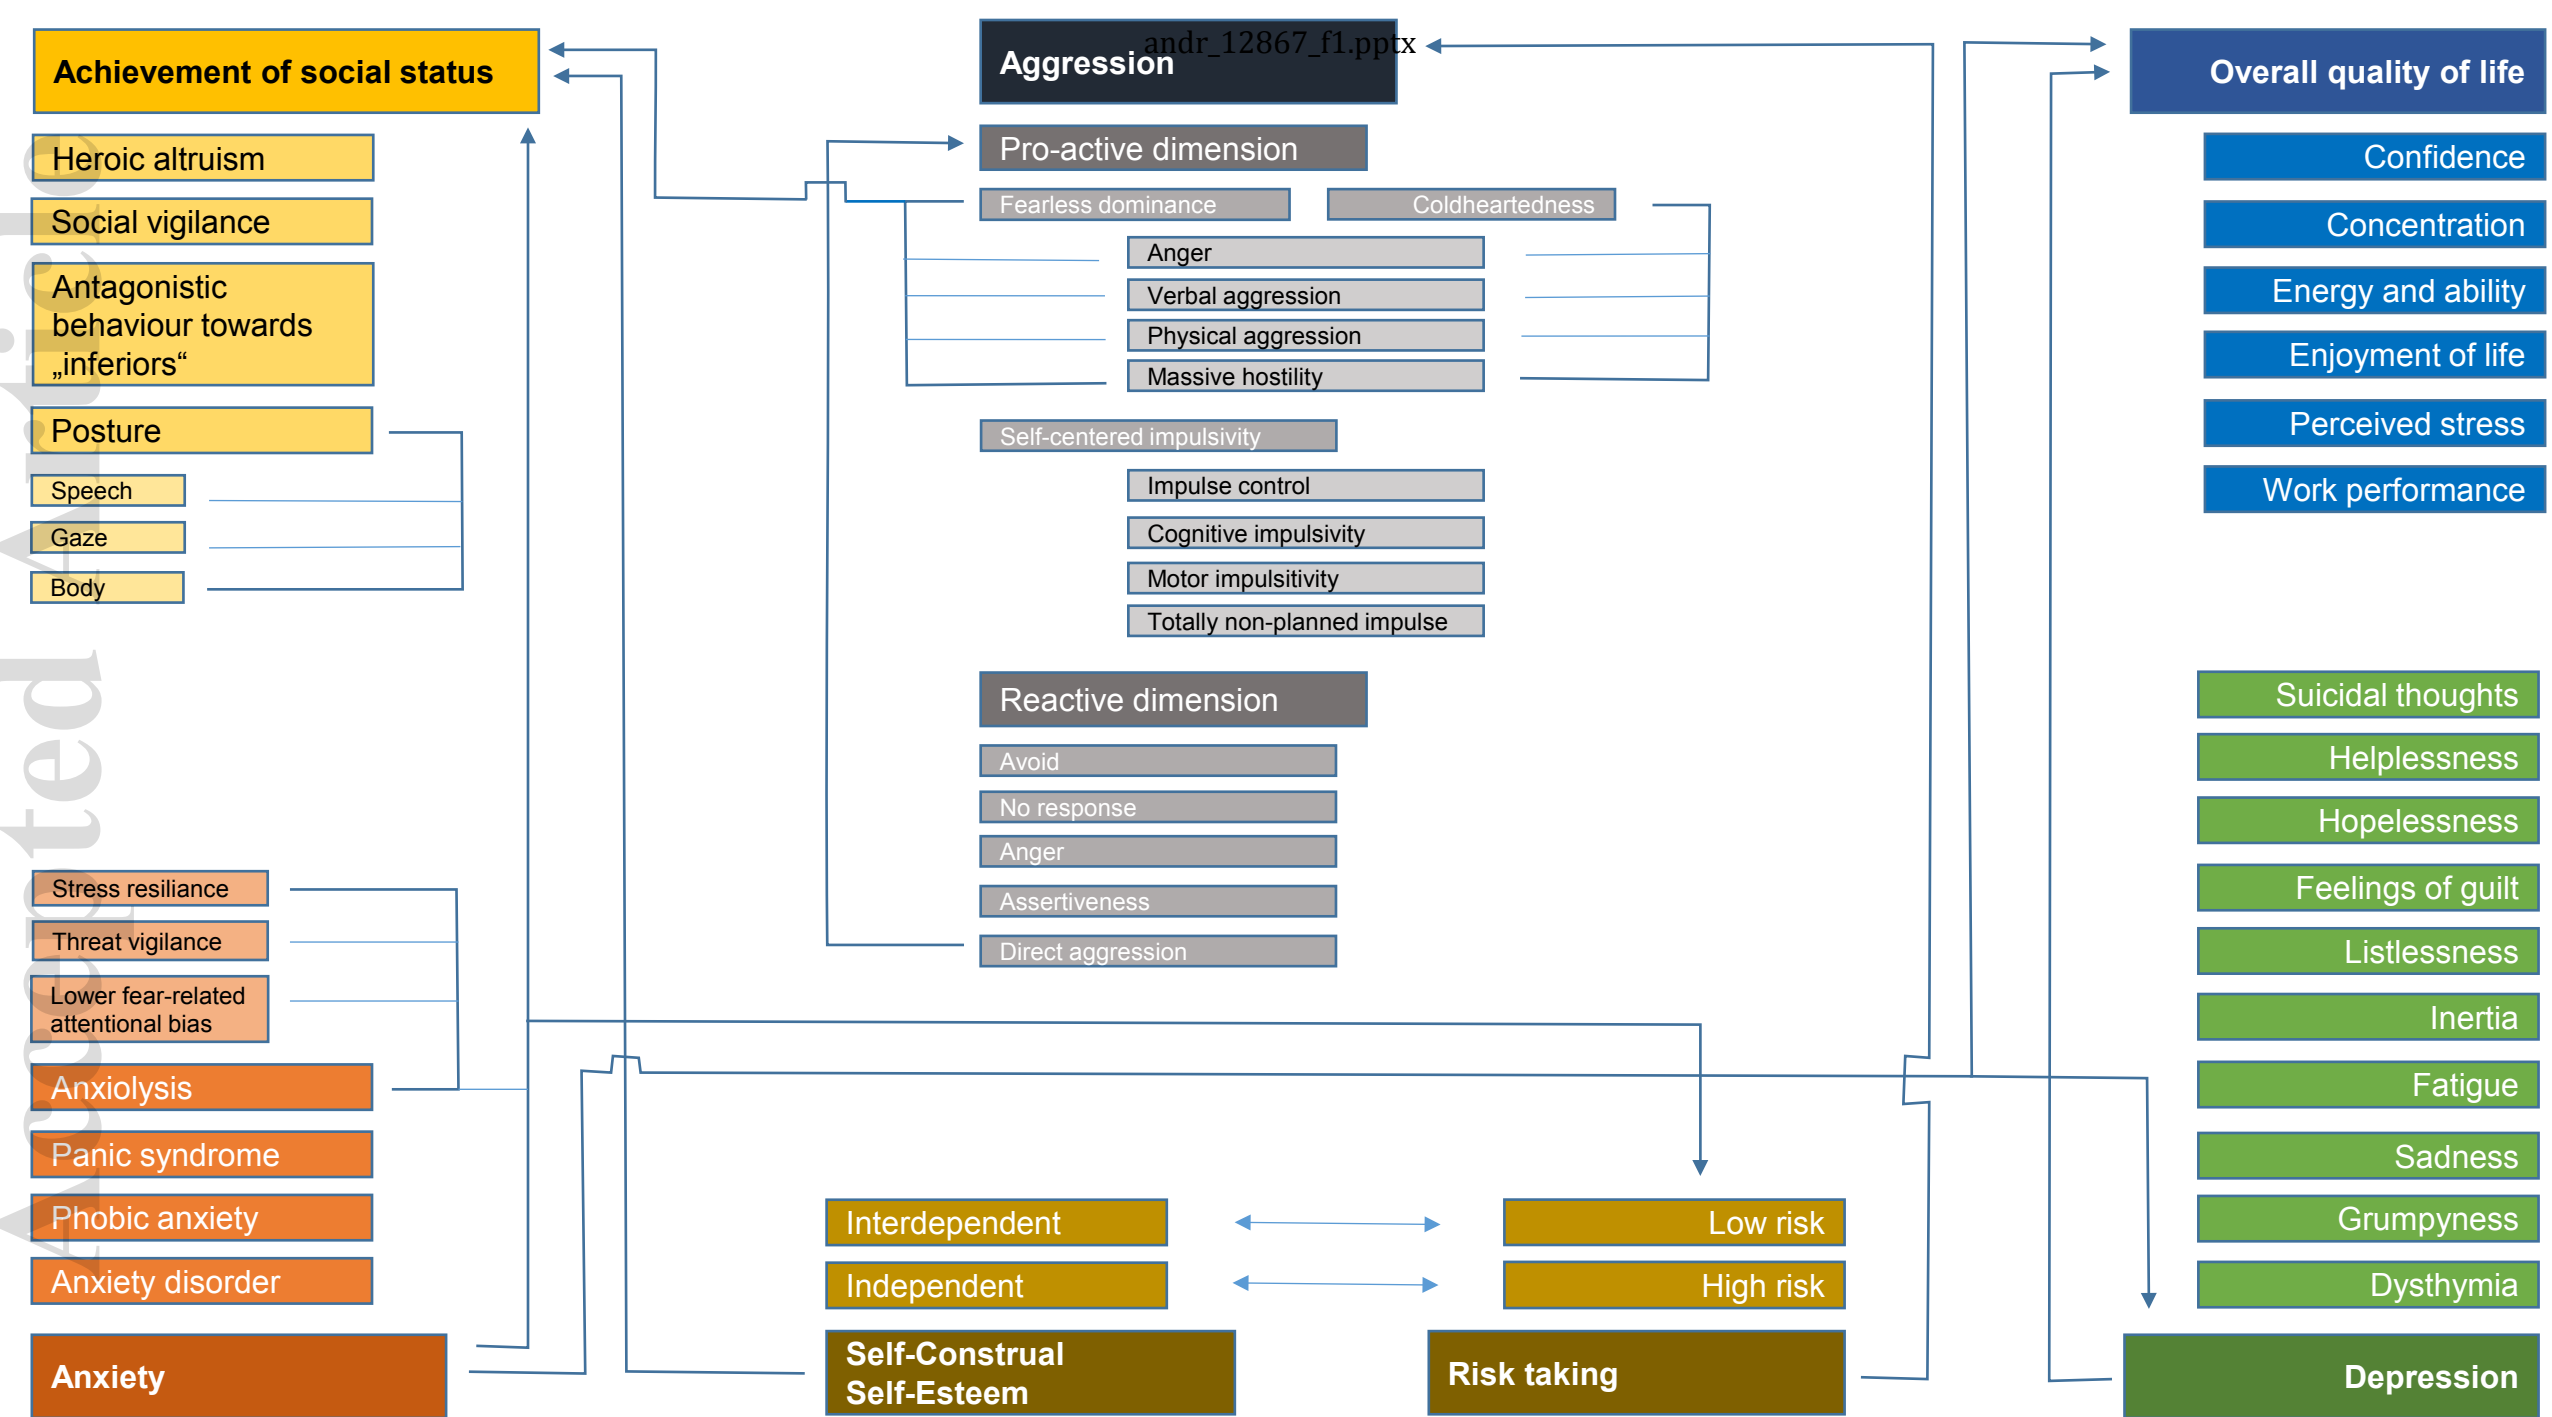 Achievement of social status
Heroic altruism
Social vigilance
Antagonistic
behaviour towards
„inferiors“
Posture
Speech
Gaze
Body
Stress resiliance
Threat vigilance
Lower fear-related
attentional bias
Anxiolysis
Panic syndrome
Phobic anxiety
Anxiety disorder
Anxiety
andr_12867_f1.pptx
Aggression
Pro-active dimension
Fearless dominance
Coldheartedness
Anger
Verbal aggression
Physical aggression
Massive hostility
Self-centered impulsivity
Impulse control
Cognitive impulsivity
Motor impulsitivity
Totally non-planned impulse
Reactive dimension
Avoid
No response
Anger
Assertiveness
Direct aggression
Interdependent
Independent
Self-Construal
Self-Esteem
Low risk
High risk
Risk taking
Overall quality of life
Confidence
Concentration
Energy and ability
Enjoyment of life
Perceived stress
Work performance
Suicidal thoughts
Helplessness
Hopelessness
Feelings of guilt
Listlessness
Inertia
Fatigue
Sadness
Grumpyness
Dysthymia
Depression
Accepted Article